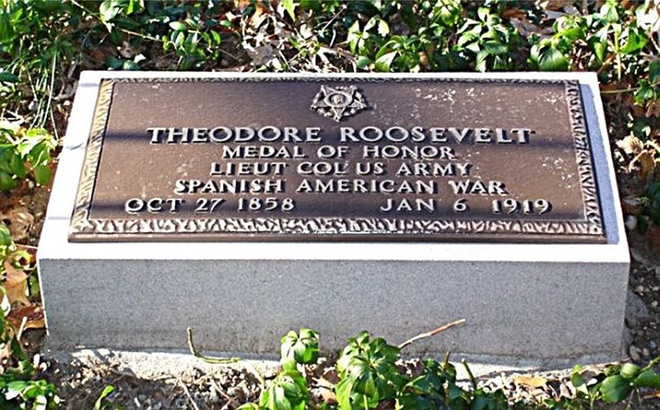 THEODORE ROOSEVELT
MEDAL OF HONOR
LIEUT COL US ARMY
SPANISH AMERICAN WAR
OCT 27 1858 JAN 6 1919